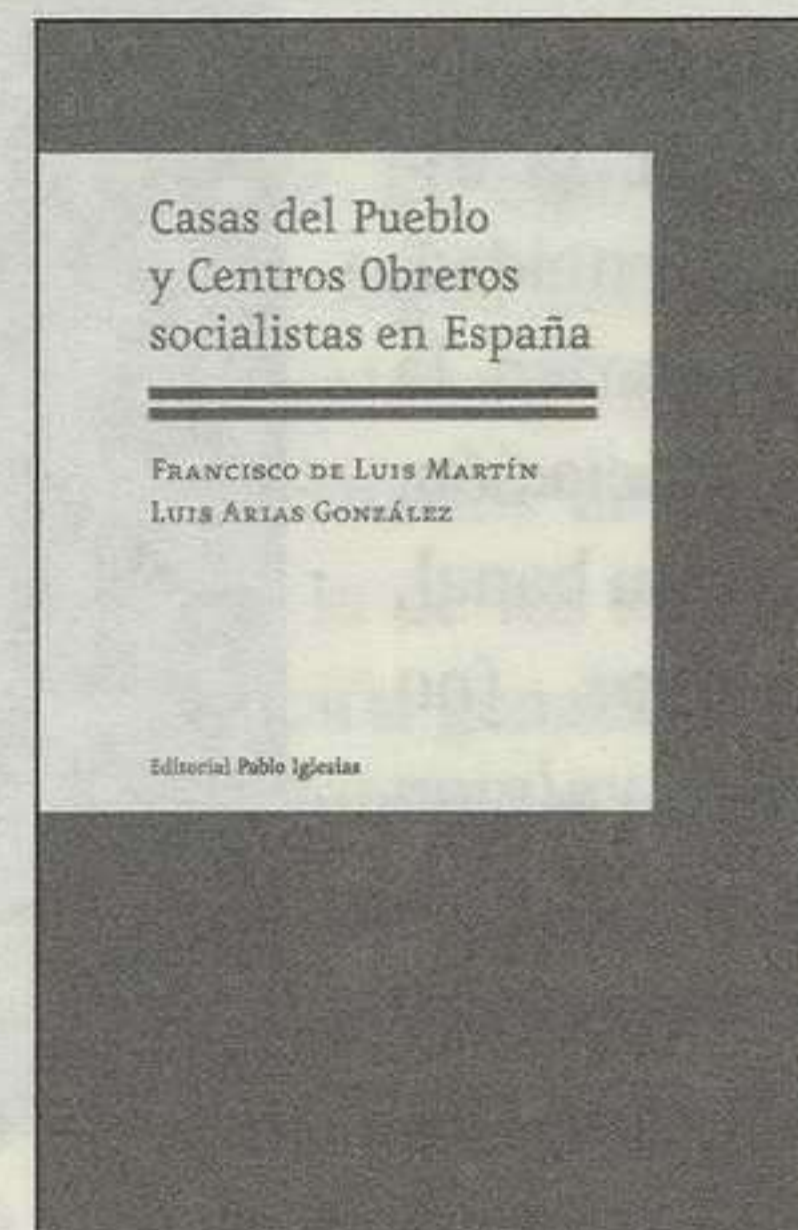 Casas del Pueblo
y Centros Obreros
socialistas en España
FRANCISCO DE LUIS MARTÍN
LUIS ARIAS GONZÁLEZ
Editorial Pablo Iglesias